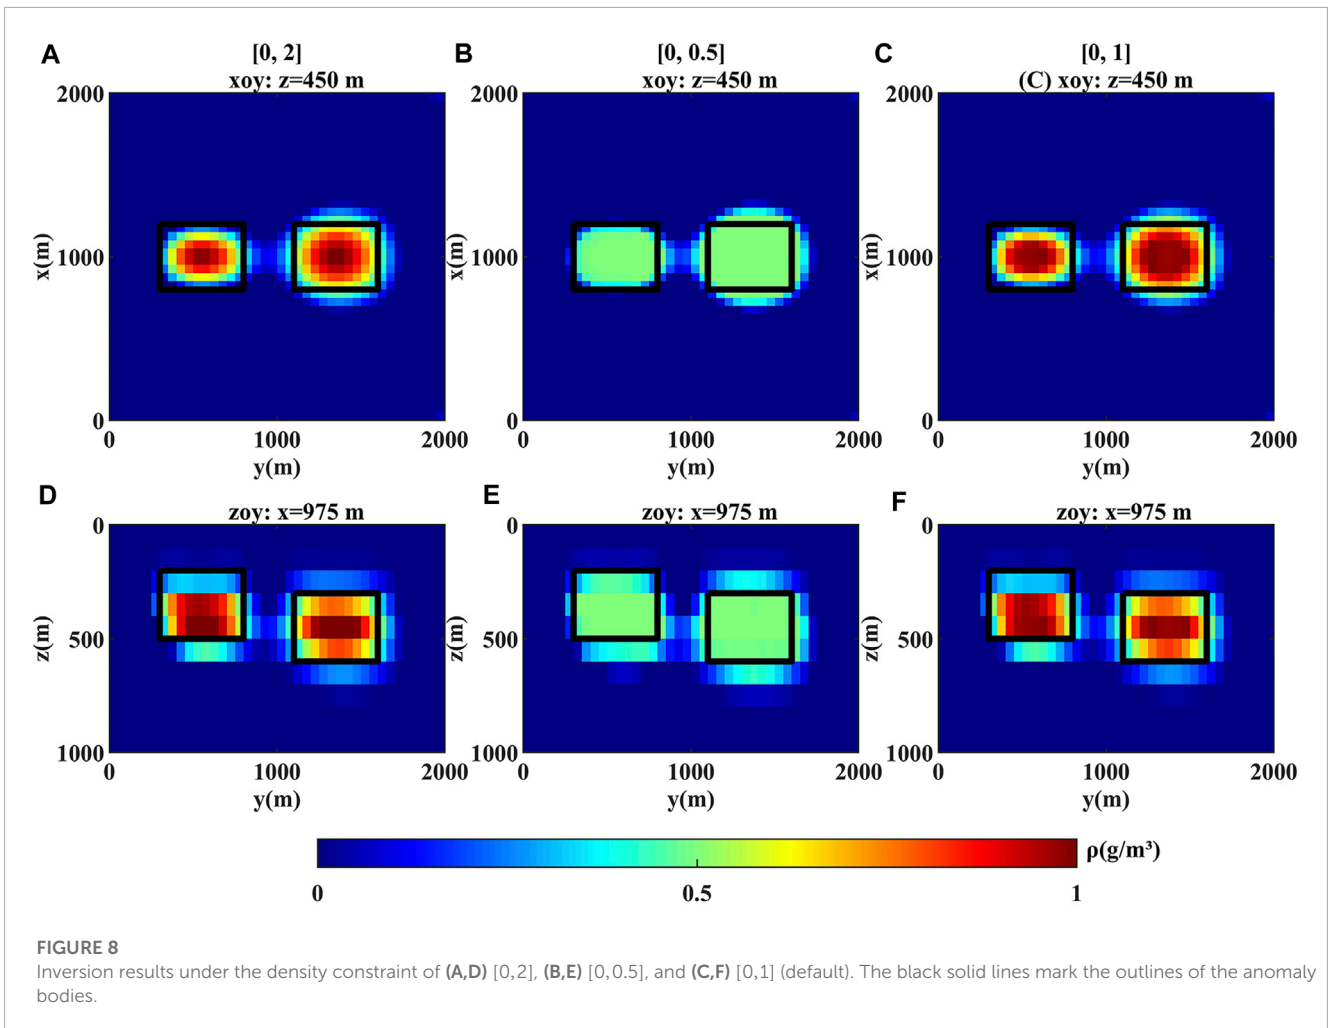 A
[0, 2]
xoy: z=450 m
2000
1000
0
x(m)
0
1000
2000
y(m)
B
[0, 0.5]
xoy: z=450 m
2000
1000
0
x(m)
0
1000
2000
y(m)
C
[0, 1]
(C) xoy: z=450 m
2000
1000
0
x(m)
0
1000
2000
y(m)
D
zoy: x=975 m
0
500
1000
z(m)
0
1000
2000
y(m)
E
zoy: x=975 m
0
500
1000
z(m)
0
1000
2000
y(m)
F
zoy: x=975 m
0
500
1000
z(m)
0
1000
2000
y(m)
ρ(g/m³)
0
0.5
1
FIGURE 8
Inversion results under the density constraint of (A,D) [0,2], (B,E) [0,0.5], and (C,F) [0,1] (default). The black solid lines mark the outlines of the anomaly
bodies.